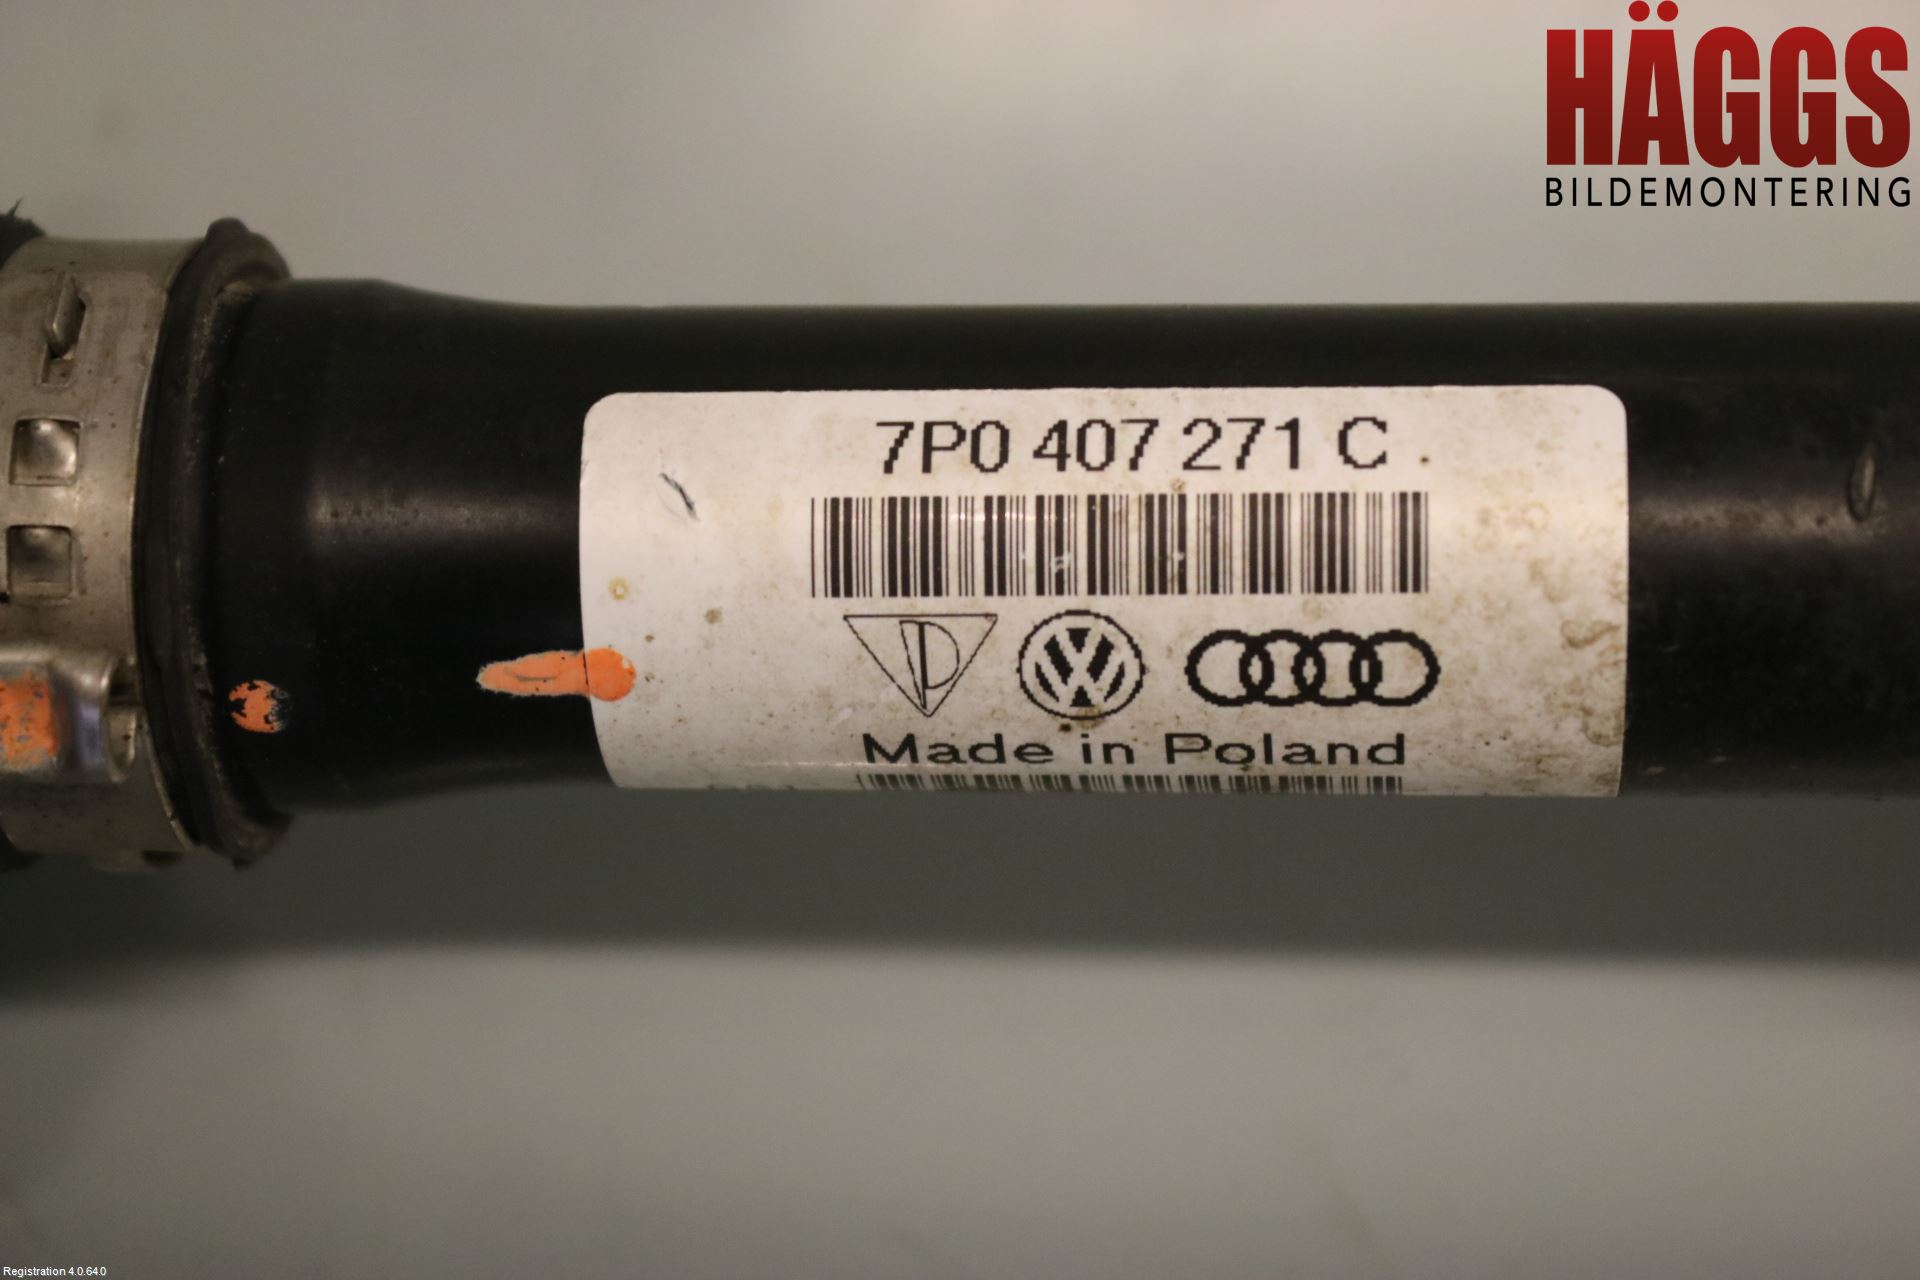 HÄGGS
BILDEMONTERING
7P0 407 271 C
Made in Poland
Registration 4.0.64.0